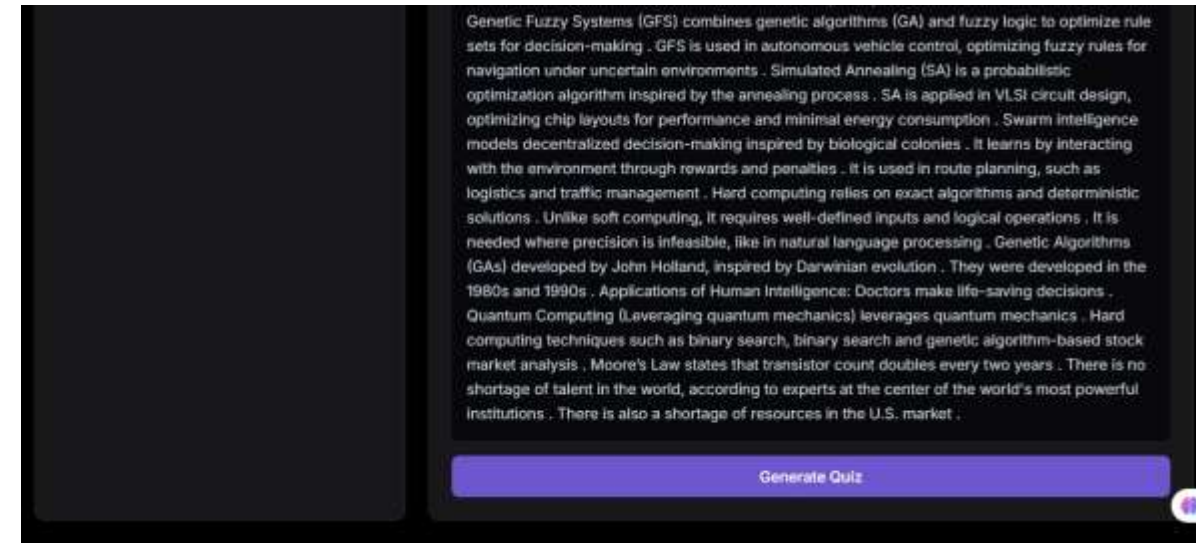 Genetic Fuzzy Systems (GFS) combines genetic algorithms (GA) and fuzzy logic to optimize rule
sets for decision-making . GFS is used in autonomous vehicle control, optimizing fuzzy rules for
navigation under uncertain environments . Simulated Annealing (SA) is a probabilistic
optimization algorithm inspired by the annealing process . SA is applied in VLSI circuit design,
optimizing chip layouts for performance and minimal energy consumption . Swarm intelligence
models decentralized decision-making inspired by biological colonies . It learns by interacting
with the environment through rewards and penalties . It is used in route planning, such as
logistics and traffic management . Hard computing relies on exact algorithms and deterministic
solutions . Unlike soft computing, it requires well-defined inputs and logical operations . It is
needed where precision is infeasible, like in natural language processing . Genetic Algorithms
(GAs) developed by John Holland, inspired by Darwinian evolution . They were developed in the
1980s and 1990s . Applications of Human Intelligence: Doctors make life-saving decisions .
Quantum Computing (Leveraging quantum mechanics) leverages quantum mechanics . Hard
computing techniques such as binary search, binary search and genetic algorithm-based stock
market analysis . Moore's Law states that transistor count doubles every two years . There is no
shortage of talent in the world, according to experts at the center of the world's most powerful
institutions . There is also a shortage of resources in the U.S. market .
Generate Quiz